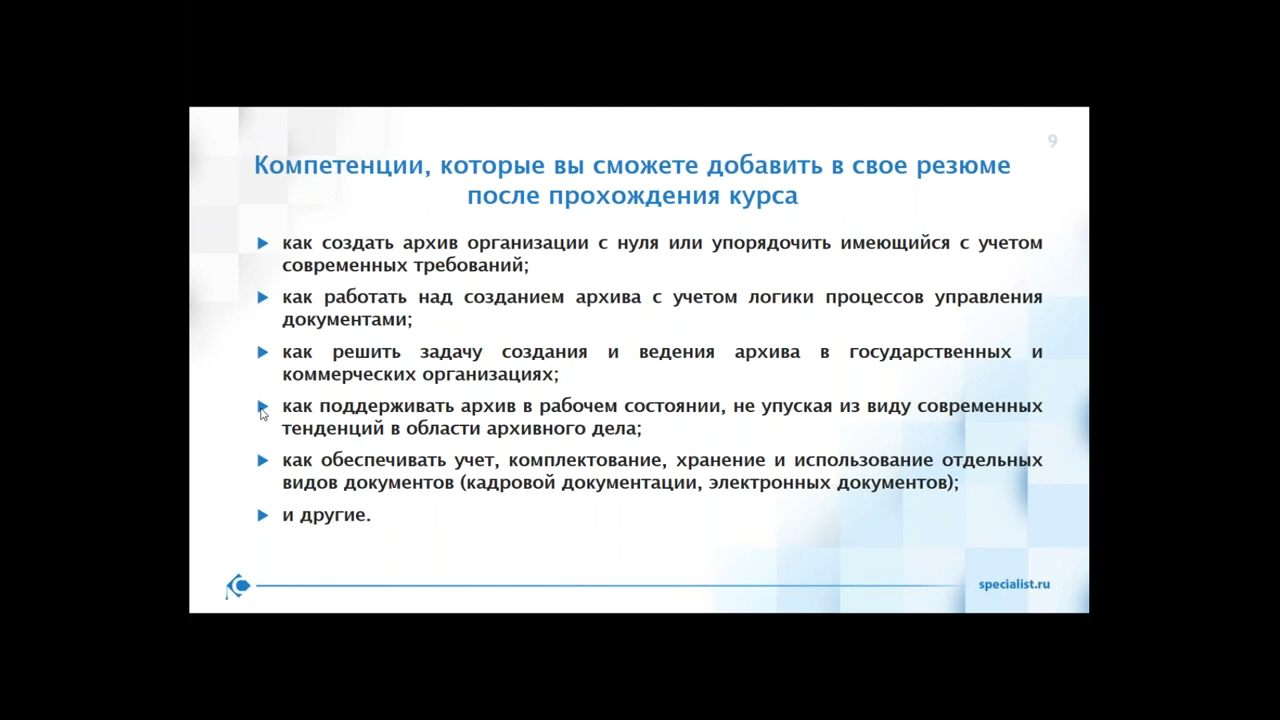 9
Компетенции, которые вы сможете добавить в свое резюме
после прохождения курса
как создать архив организации с нуля или упорядочить имеющийся с учетом
современных требований;
как работать над созданием архива с учетом логики процессов управления
документами;
как решить задачу создания и ведения архива в государственных и
коммерческих организациях;
как поддерживать архив в рабочем состоянии, не упуская из виду современных
тенденций в области архивного дела;
как обеспечивать учет, комплектование, хранение и использование отдельных
видов документов (кадровой документации, электронных документов);
и другие.
specialist.ru